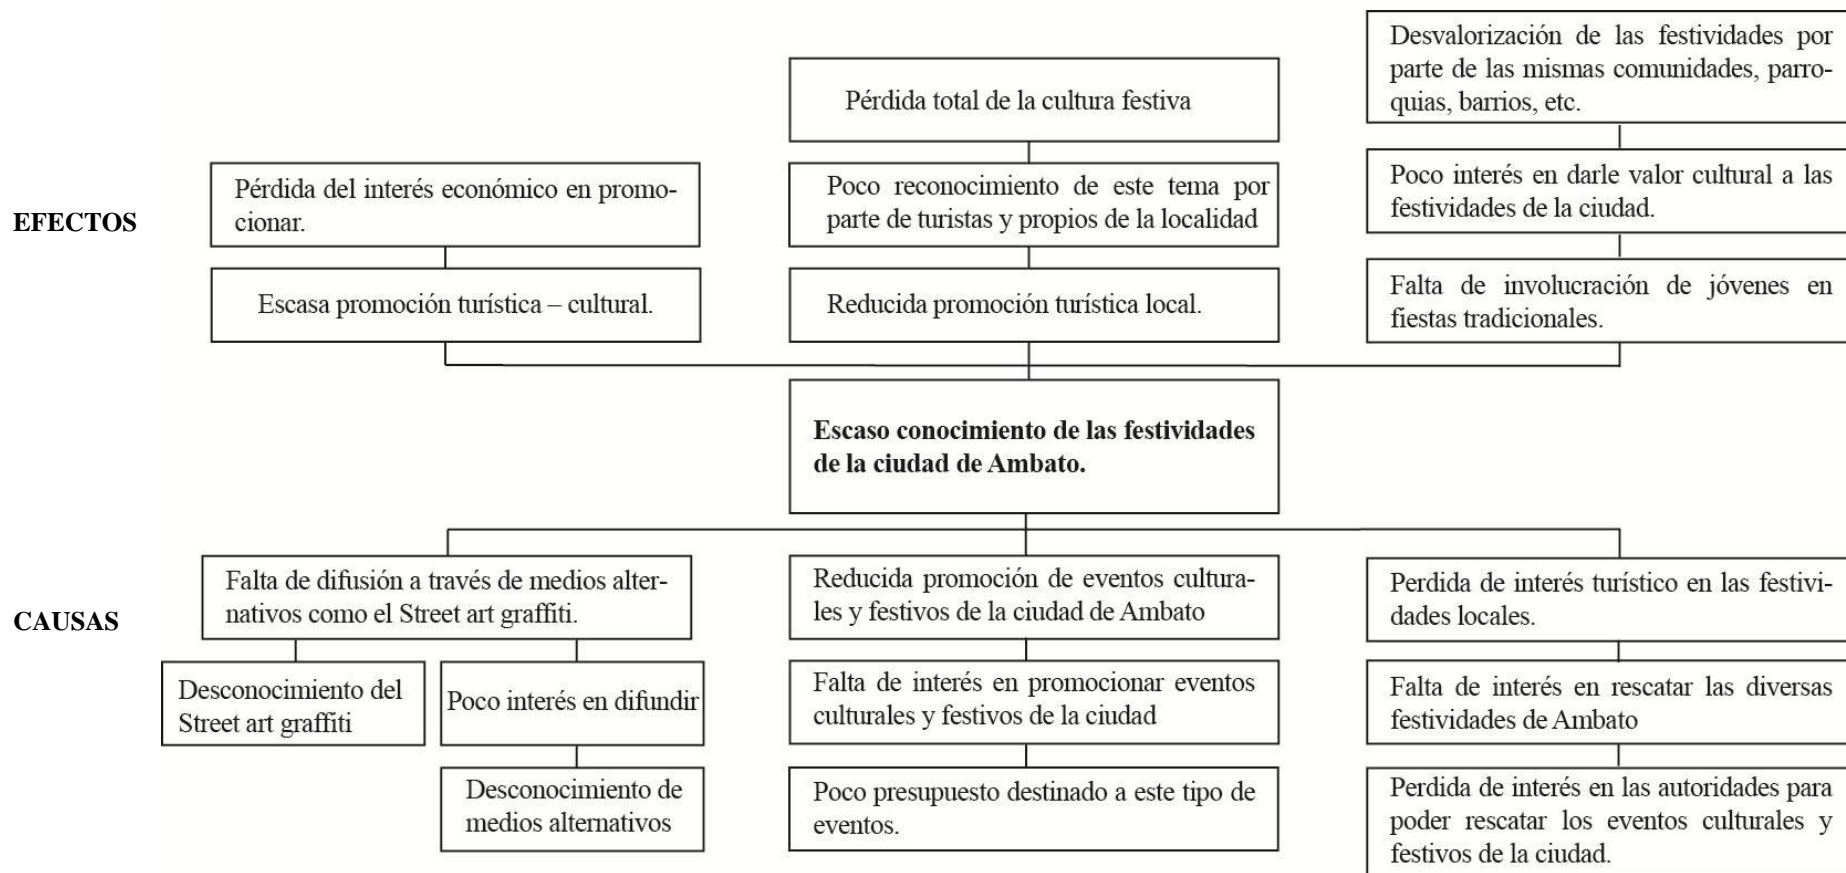 Desvalorización de las festividades por
parte de las mismas comunidades, parro-
quias, barrios, etc.
Pérdida total de la cultura festiva
EFECTOS
Pérdida del interés económico en promo-
cionar.
Poco reconocimiento de este tema por
parte de turistas y propios de la localidad
Poco interés en darle valor cultural a las
festividades de la ciudad.
Escasa promoción turística – cultural.
Reducida promoción turística local.
Falta de involucración de jóvenes en
fiestas tradicionales.
Escaso conocimiento de las festividades
de la ciudad de Ambato.
CAUSAS
Falta de difusión a través de medios alter-
nativos como el Street art graffiti.
Reducida promoción de eventos cultura-
les y festivos de la ciudad de Ambato
Perdida de interés turístico en las festivi-
dades locales.
Desconocimiento del
Street art graffiti
Poco interés en difundir
Falta de interés en promocionar eventos
culturales y festivos de la ciudad
Falta de interés en rescatar las diversas
festividades de Ambato
Desconocimiento de
medios alternativos
Poco presupuesto destinado a este tipo de
eventos.
Perdida de interés en las autoridades para
poder rescatar los eventos culturales y
festivos de la ciudad.